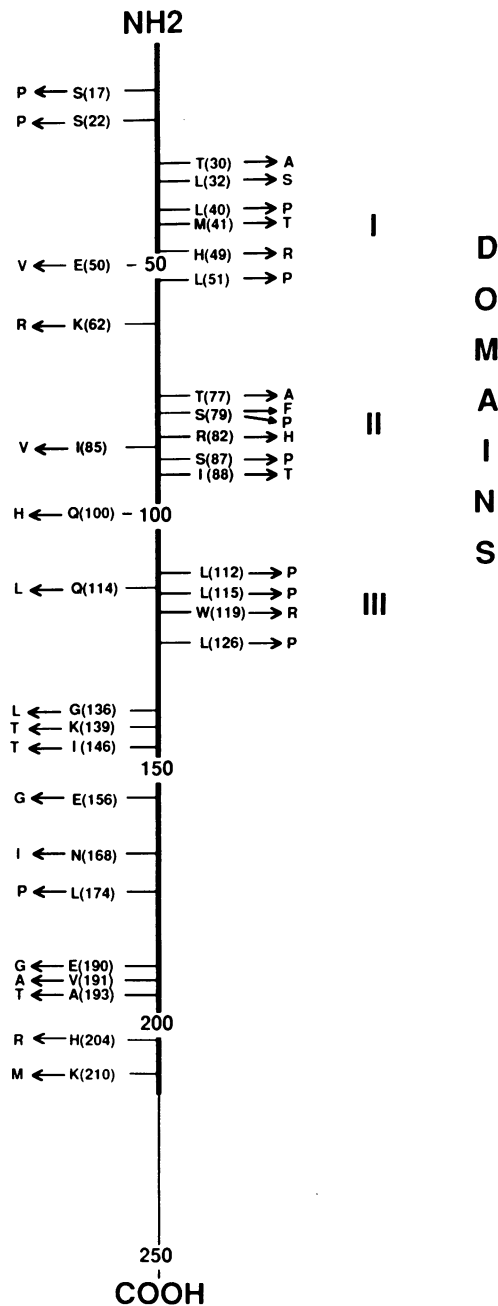 NH2
P ← S(17)
P ← S(22)
T(30) → A
L(32) → S
L(40) → P
M(41) → T
I
H(49) → R
V ← E(50) - 50
L(51) → P
R ← K(62)
T(77) → A
S(79) → F
P
II
R(82) → H
V ← I(85)
S(87) → P
I (88) → T
H ← Q(100) - 100
L(112) → P
L ← Q(114)
L(115) → P
W(119) → R
III
L(126) → P
L ← G(136)
T ← K(139)
T ← I (146)
150
G ← E(156)
I ← N(168)
P ← L(174)
G ← E(190)
A ← V(191)
T ← A(193)
200
R ← H(204)
M ← K(210)
250
COOH
DOMAINS